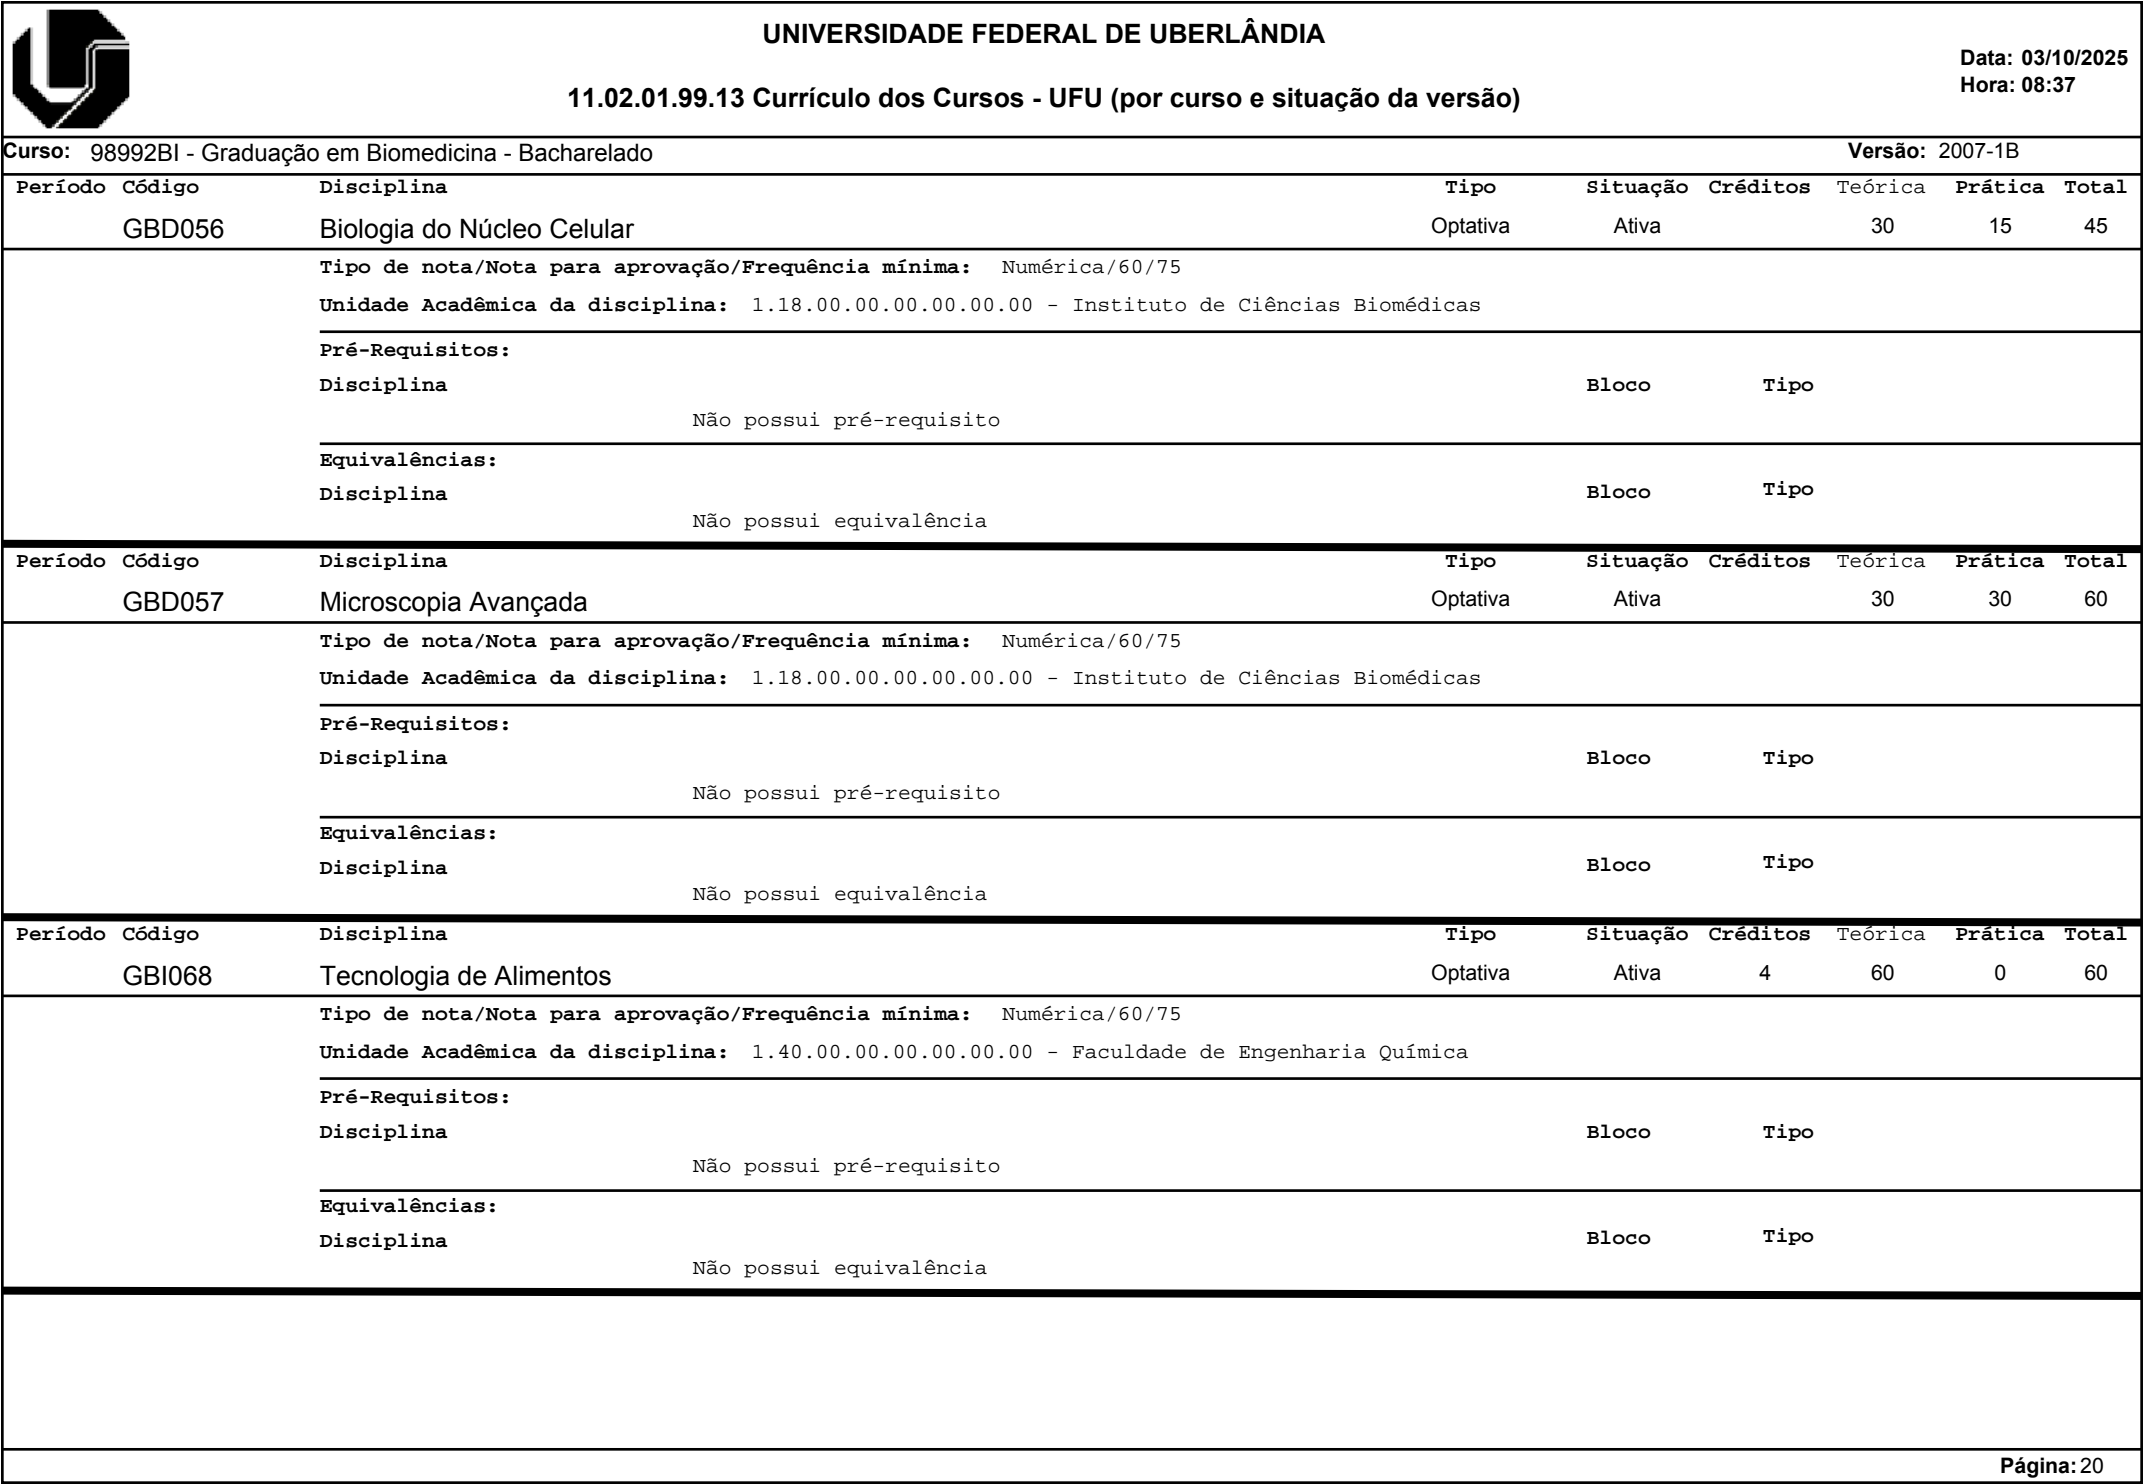 UNIVERSIDADE FEDERAL DE UBERLÂNDIA
Data: 03/10/2025
Hora: 08:37
11.02.01.99.13 Currículo dos Cursos - UFU (por curso e situação da versão)
Curso: 98992BI - Graduação em Biomedicina - Bacharelado Versão: 2007-1B
Período Código Disciplina Tipo Situação Créditos Teórica Prática Total
GBD056 Biologia do Núcleo Celular Optativa Ativa 30 15 45
Tipo de nota/Nota para aprovação/Frequência mínima: Numérica/60/75
Unidade Acadêmica da disciplina: 1.18.00.00.00.00.00.00 - Instituto de Ciências Biomédicas
Pré-Requisitos:
Disciplina Bloco Tipo
Não possui pré-requisito
Equivalências:
Disciplina Bloco Tipo
Não possui equivalência
Período Código Disciplina Tipo Situação Créditos Teórica Prática Total
GBD057 Microscopia Avançada Optativa Ativa 30 30 60
Tipo de nota/Nota para aprovação/Frequência mínima: Numérica/60/75
Unidade Acadêmica da disciplina: 1.18.00.00.00.00.00.00 - Instituto de Ciências Biomédicas
Pré-Requisitos:
Disciplina Bloco Tipo
Não possui pré-requisito
Equivalências:
Disciplina Bloco Tipo
Não possui equivalência
Período Código Disciplina Tipo Situação Créditos Teórica Prática Total
GBI068 Tecnologia de Alimentos Optativa Ativa 4 60 0 60
Tipo de nota/Nota para aprovação/Frequência mínima: Numérica/60/75
Unidade Acadêmica da disciplina: 1.40.00.00.00.00.00.00 - Faculdade de Engenharia Química
Pré-Requisitos:
Disciplina Bloco Tipo
Não possui pré-requisito
Equivalências:
Disciplina Bloco Tipo
Não possui equivalência
Página: 20